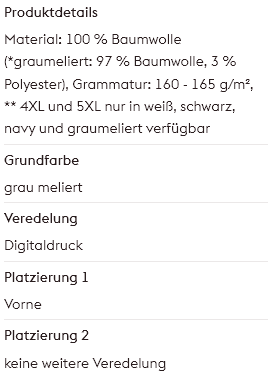 Produktdetails
Material: 100 % Baumwolle
(*graumeliert: 97 % Baumwolle, 3 %
Polyester), Grammatur: 160 - 165 g/m²,
** 4XL und 5XL nur in weiß, schwarz,
navy und graumeliert verfügbar
Grundfarbe
grau meliert
Veredelung
Digitaldruck
Platzierung 1
Vorne
Platzierung 2
keine weitere Veredelung